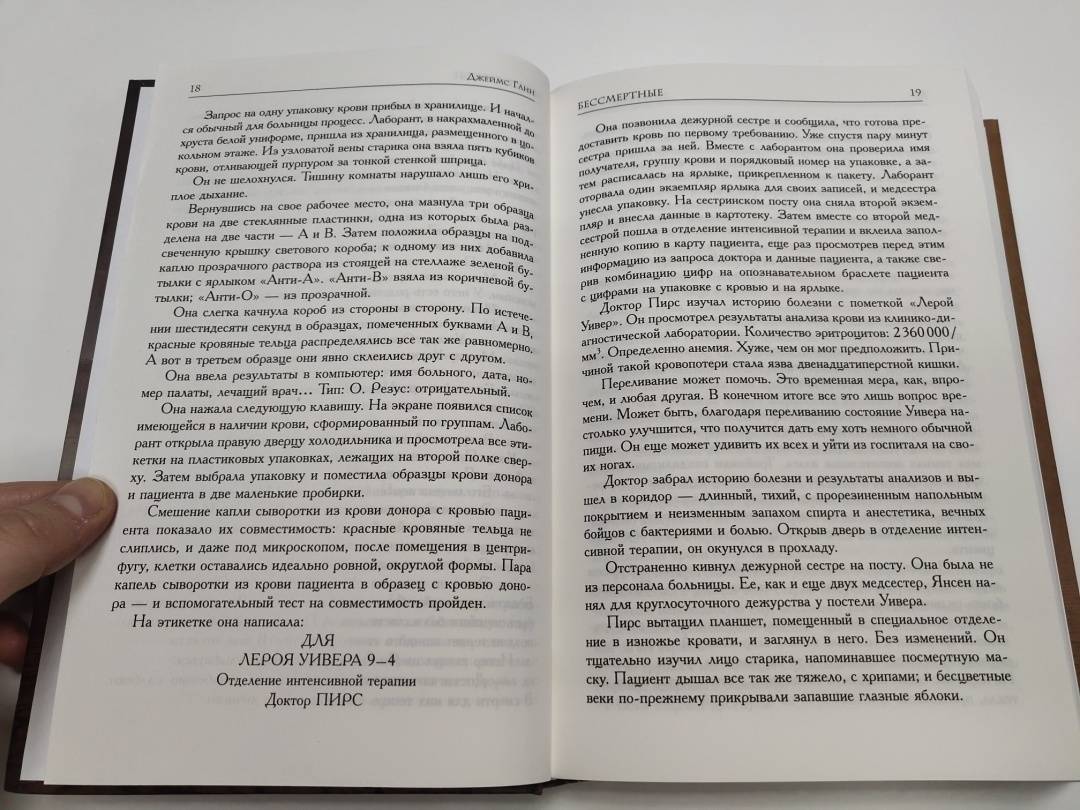 18
Джеймс Ганн
Запрос на одну упаковку крови прибыл в хранилище. И начал-
ся обычный для больницы процесс. Лаборант, в накрахмаленной до
хруста белой униформе, пришла из хранилища, размещенного в цо-
кольном этаже. Из узловатой вены старика она взяла пять кубиков
крови, отливающей пурпуром за тонкой стенкой шприца.
Он не шелохнулся. Тишину комнаты нарушало лишь его хри-
плое дыхание.
Вернувшись на свое рабочее место, она мазнула три образца
крови на две стеклянные пластинки, одна из которых была раз-
делена на две части — А и В. Затем положила образцы на под-
свеченную крышку светового короба; к одному из них добавила
каплю прозрачного раствора из стоящей на стеллаже зеленой бу-
тылки с ярлыком «Анти-А». «Анти-В» взяла из коричневой бу-
тылки; «Анти-О» — из прозрачной.
Она слегка качнула короб из стороны в сторону. По истече-
нии шестидесяти секунд в образцах, помеченных буквами А и В,
красные кровяные тельца распределялись все так же равномерно.
А вот в третьем образце они явно склеились друг с другом.
Она ввела результаты в компьютер: имя больного, дата, но-
мер палаты, лечащий врач... Тип: О. Резус: отрицательный.
Она нажала следующую клавишу. На экране появился список
имеющейся в наличии крови, сформированный по группам. Лабо-
рант открыла правую дверцу холодильника и просмотрела все эти-
кетки на пластиковых упаковках, лежащих на второй полке свер-
ху. Затем выбрала упаковку и поместила образцы крови донора
и пациента в две маленькие пробирки.
Смешение капли сыворотки из крови донора с кровью паци-
ента показало их совместимость: красные кровяные тельца не
слиплись, и даже под микроскопом, после помещения в центри-
фугу, клетки оставались идеально ровной, округлой формы. Пара
капель сыворотки из крови пациента в образец с кровью доно-
ра — и вспомогательный тест на совместимость пройден.
На этикетке она написала:
ДЛЯ
ЛЕРОЯ УИВЕРА 9–4
Отделение интенсивной терапии
Доктор ПИРС
БЕССМЕРТНЫЕ
19
Она позвонила дежурной сестре и сообщила, что готова пре-
доставить кровь по первому требованию. Уже спустя пару минут
сестра пришла за ней. Вместе с лаборантом она проверила имя
получателя, группу крови и порядковый номер на упаковке, а за-
тем расписалась на ярлыке, прикрепленном к пакету. Лаборант
оторвала один экземпляр ярлыка для своих записей, и медсестра
унесла упаковку. На сестринском посту она сняла второй экзем-
пляр и внесла данные в картотеку. Затем вместе со второй мед-
сестрой пошла в отделение интенсивной терапии и вклеила запол-
ненную копию в карту пациента, еще раз просмотрев перед этим
информацию из запроса доктора и данные пациента, а также све-
рив комбинацию цифр на опознавательном браслете пациента
с цифрами на упаковке с кровью и на ярлыке.
Доктор Пирс изучал историю болезни с пометкой «Лерой
Уивер». Он просмотрел результаты анализа крови из клинико-ди-
агностической лаборатории. Количество эритроцитов: 2 360 000/
мм³. Определенно анемия. Хуже, чем он мог предположить. При-
чиной такой кровопотери стала язва двенадцатиперстной кишки.
Переливание может помочь. Это временная мера, как, впро-
чем, и любая другая. В конечном итоге все это лишь вопрос вре-
мени. Может быть, благодаря переливанию состояние Уивера на-
столько улучшится, что получится дать ему хоть немного обычной
пищи. Он еще может удивить их всех и уйти из госпиталя на сво-
их ногах.
Доктор забрал историю болезни и результаты анализов и вы-
шел в коридор — длинный, тихий, с прорезиненным напольным
покрытием и неизменным запахом спирта и анестетика, вечных
бойцов с бактериями и болью. Открыв дверь в отделение интен-
сивной терапии, он окунулся в прохладу.
Отстраненно кивнул дежурной сестре на посту. Она была не
из персонала больницы. Ее, как и еще двух медсестер, Янсен на-
нял для круглосуточного дежурства у постели Уивера.
Пирс вытащил планшет, помещенный в специальное отделе-
ние в изножье кровати, и заглянул в него. Без изменений. Он
тщательно изучил лицо старика, напоминавшее посмертную ма-
ску. Пациент дышал все так же тяжело, с хрипами; и бесцветные
веки по-прежнему прикрывали запавшие глазные яблоки.